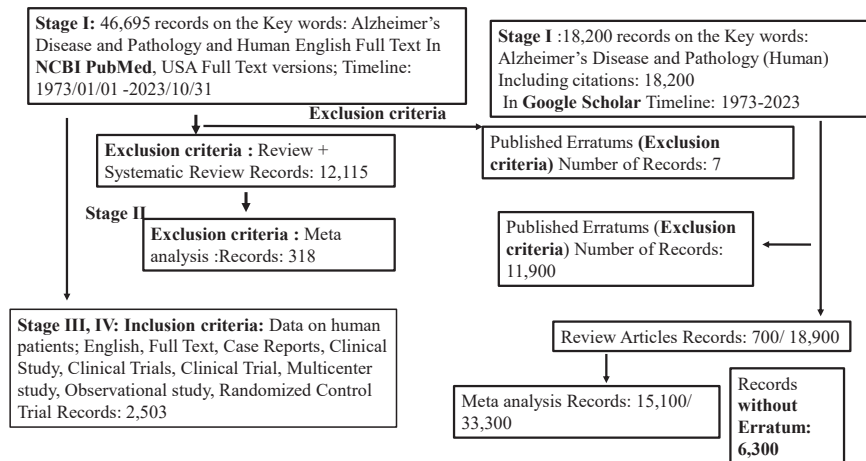 Stage I: 46,695 records on the Key words: Alzheimer's
Disease and Pathology and Human English Full Text In
NCBI PubMed, USA Full Text versions; Timeline:
1973/01/01 -2023/10/31
Stage I :18,200 records on the Key words:
Alzheimer's Disease and Pathology (Human)
Including citations: 18,200
In Google Scholar Timeline: 1973-2023
Exclusion criteria
Exclusion criteria : Review +
Systematic Review Records: 12,115
Published Erratums (Exclusion
criteria) Number of Records: 7
Stage II
Exclusion criteria : Meta
analysis :Records: 318
Published Erratums (Exclusion
criteria) Number of Records:
11,900
Stage III, IV: Inclusion criteria: Data on human
patients; English, Full Text, Case Reports, Clinical
Study, Clinical Trials, Clinical Trial, Multicenter
study, Observational study, Randomized Control
Trial Records: 2,503
Review Articles Records: 700/ 18,900
Meta analysis Records: 15,100/
33,300
Records
without
Erratum:
6,300